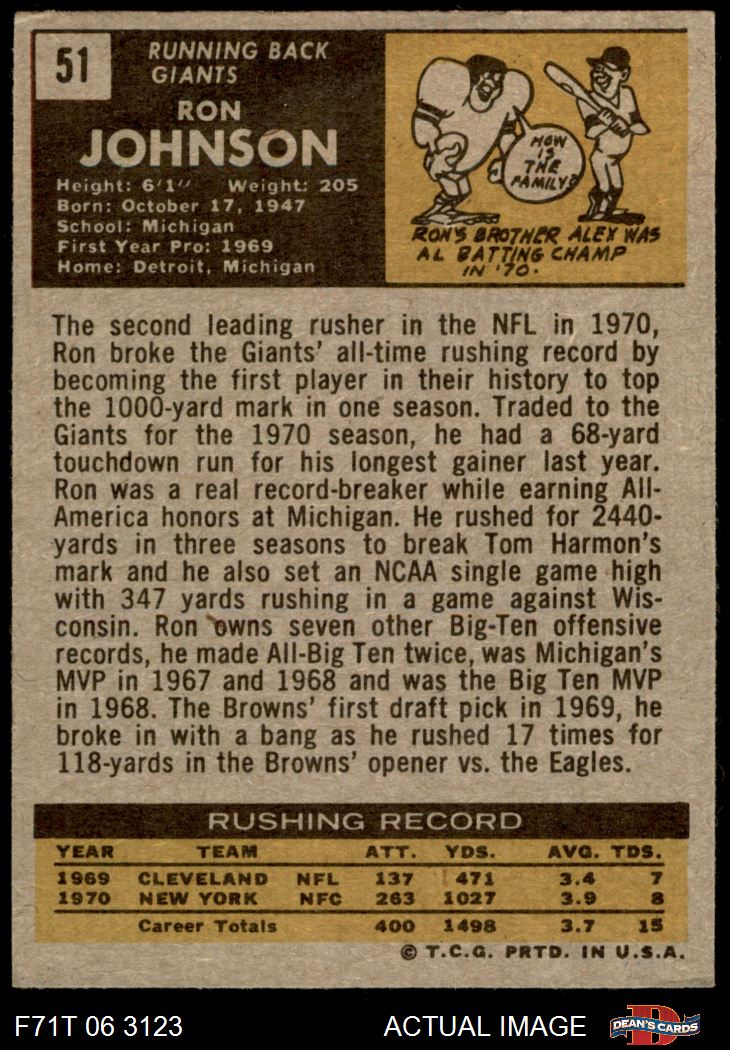 51
RUNNING BACK
GIANTS
RON
JOHNSON
Height: 6'1" Weight: 205
Born: October 17, 1947
School: Michigan
First Year Pro: 1969
Home: Detroit, Michigan
HOW
IS
THE
FAMILY?
RON'S BROTHER ALEX WAS
AL BATTING CHAMP
IN '70.
The second leading rusher in the NFL in 1970,
Ron broke the Giants' all-time rushing record by
becoming the first player in their history to top
the 1000-yard mark in one season. Traded to the
Giants for the 1970 season, he had a 68-yard
touchdown run for his longest gainer last year.
Ron was a real record-breaker while earning All-
America honors at Michigan. He rushed for 2440-
yards in three seasons to break Tom Harmon's
mark and he also set an NCAA single game high
with 347 yards rushing in a game against Wis-
consin. Ron owns seven other Big-Ten offensive
records, he made All-Big Ten twice, was Michigan's
MVP in 1967 and 1968 and was the Big Ten MVP
in 1968. The Browns' first draft pick in 1969, he
broke in with a bang as he rushed 17 times for
118-yards in the Browns' opener vs. the Eagles.
RUSHING RECORD
YEAR TEAM ATT. YDS. AVG. TDS.
1969 CLEVELAND NFL 137 471 3.4 7
1970 NEW YORK NFC 263 1027 3.9 8
Career Totals 400 1498 3.7 15
© T.C.G. PRTD. IN U.S.A.
F71T 06 3123 ACTUAL IMAGE D DEAN'S CARDS